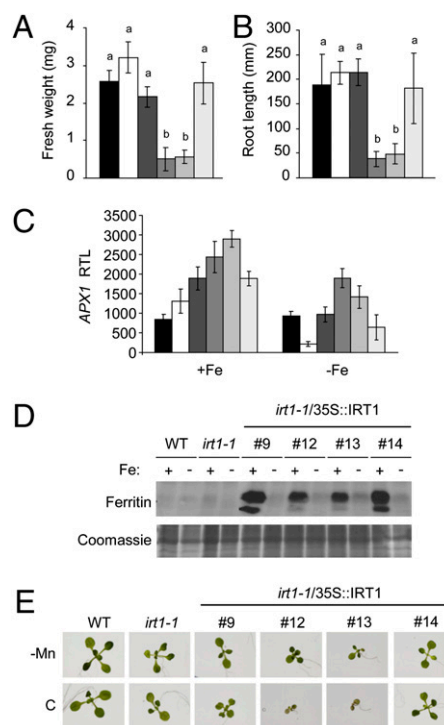 A
B
Fresh weight (mg)
4
3
2
1
0
a
a
a
b
b
a
Root length (mm)
300
250
200
150
100
50
0
a
a
a
b
b
a
C
APX1 RTL
3500
3000
2500
2000
1500
1000
500
0
+Fe
-Fe
D
irt1-1/35S::IRT1
WT irt1-1 #9 #12 #13 #14
Fe: + - + - + - + - + - + -
Ferritin
Coomassie
E
irt1-1/35S::IRT1
WT irt1-1 #9 #12 #13 #14
-Mn
C